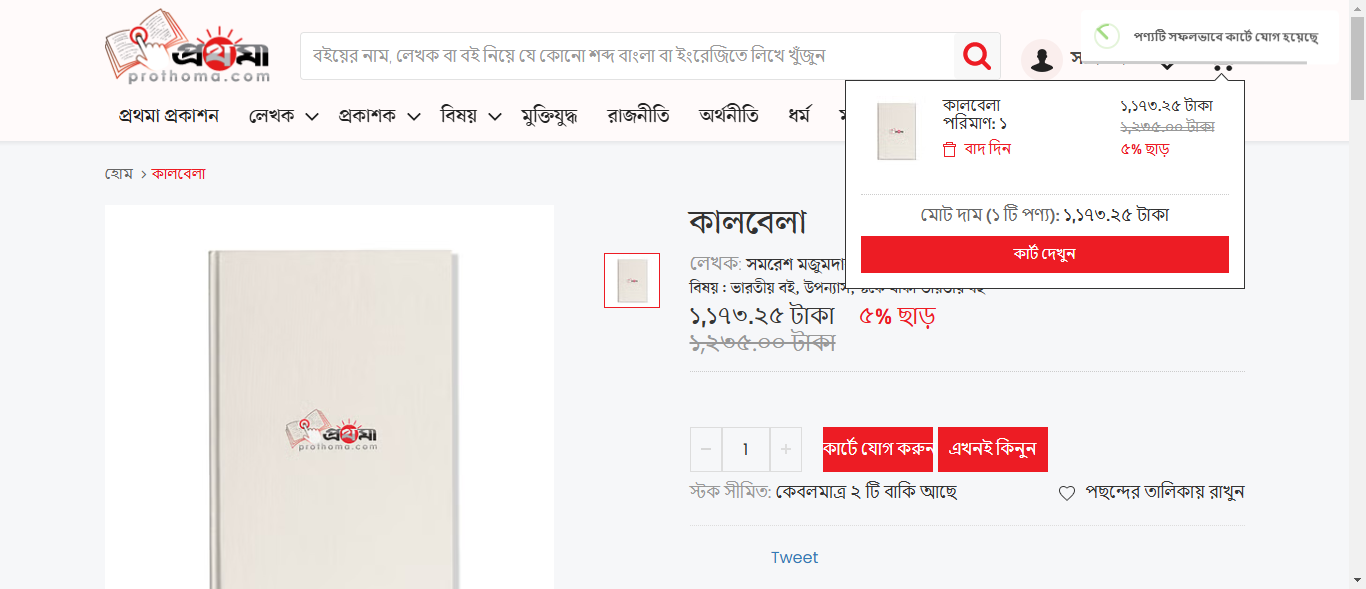 প্রথমা
prothoma.com
বইয়ের নাম, লেখক বা বই নিয়ে যে কোনো শব্দ বাংলা বা ইংরেজিতে লিখে খুঁজুন
পণ্যটি সফলভাবে কার্টে যোগ হয়েছে
প্রথমা প্রকাশন লেখক প্রকাশক বিষয় মুক্তিযুদ্ধ রাজনীতি অর্থনীতি ধর্ম
কালবেলা ১,১৭৩.২৫ টাকা
পরিমাণ: ১ ১,২৩৫.০০ টাকা
বাদ দিন ৫% ছাড়
মোট দাম (১ টি পণ্য): ১,১৭৩.২৫ টাকা
কার্ট দেখুন
হোম > কালবেলা
কালবেলা
লেখক: সমরেশ মজুমদা
বিষয় : ভারতীয় বই, উপন্যাস,
১,১৭৩.২৫ টাকা ৫% ছাড়
১,২৩৫.০০ টাকা
প্রথমা
prothoma.com
1
কার্টে যোগ করুন এখনই কিনুন
স্টক সীমিত: কেবলমাত্র ২ টি বাকি আছে পছন্দের তালিকায় রাখুন
Tweet